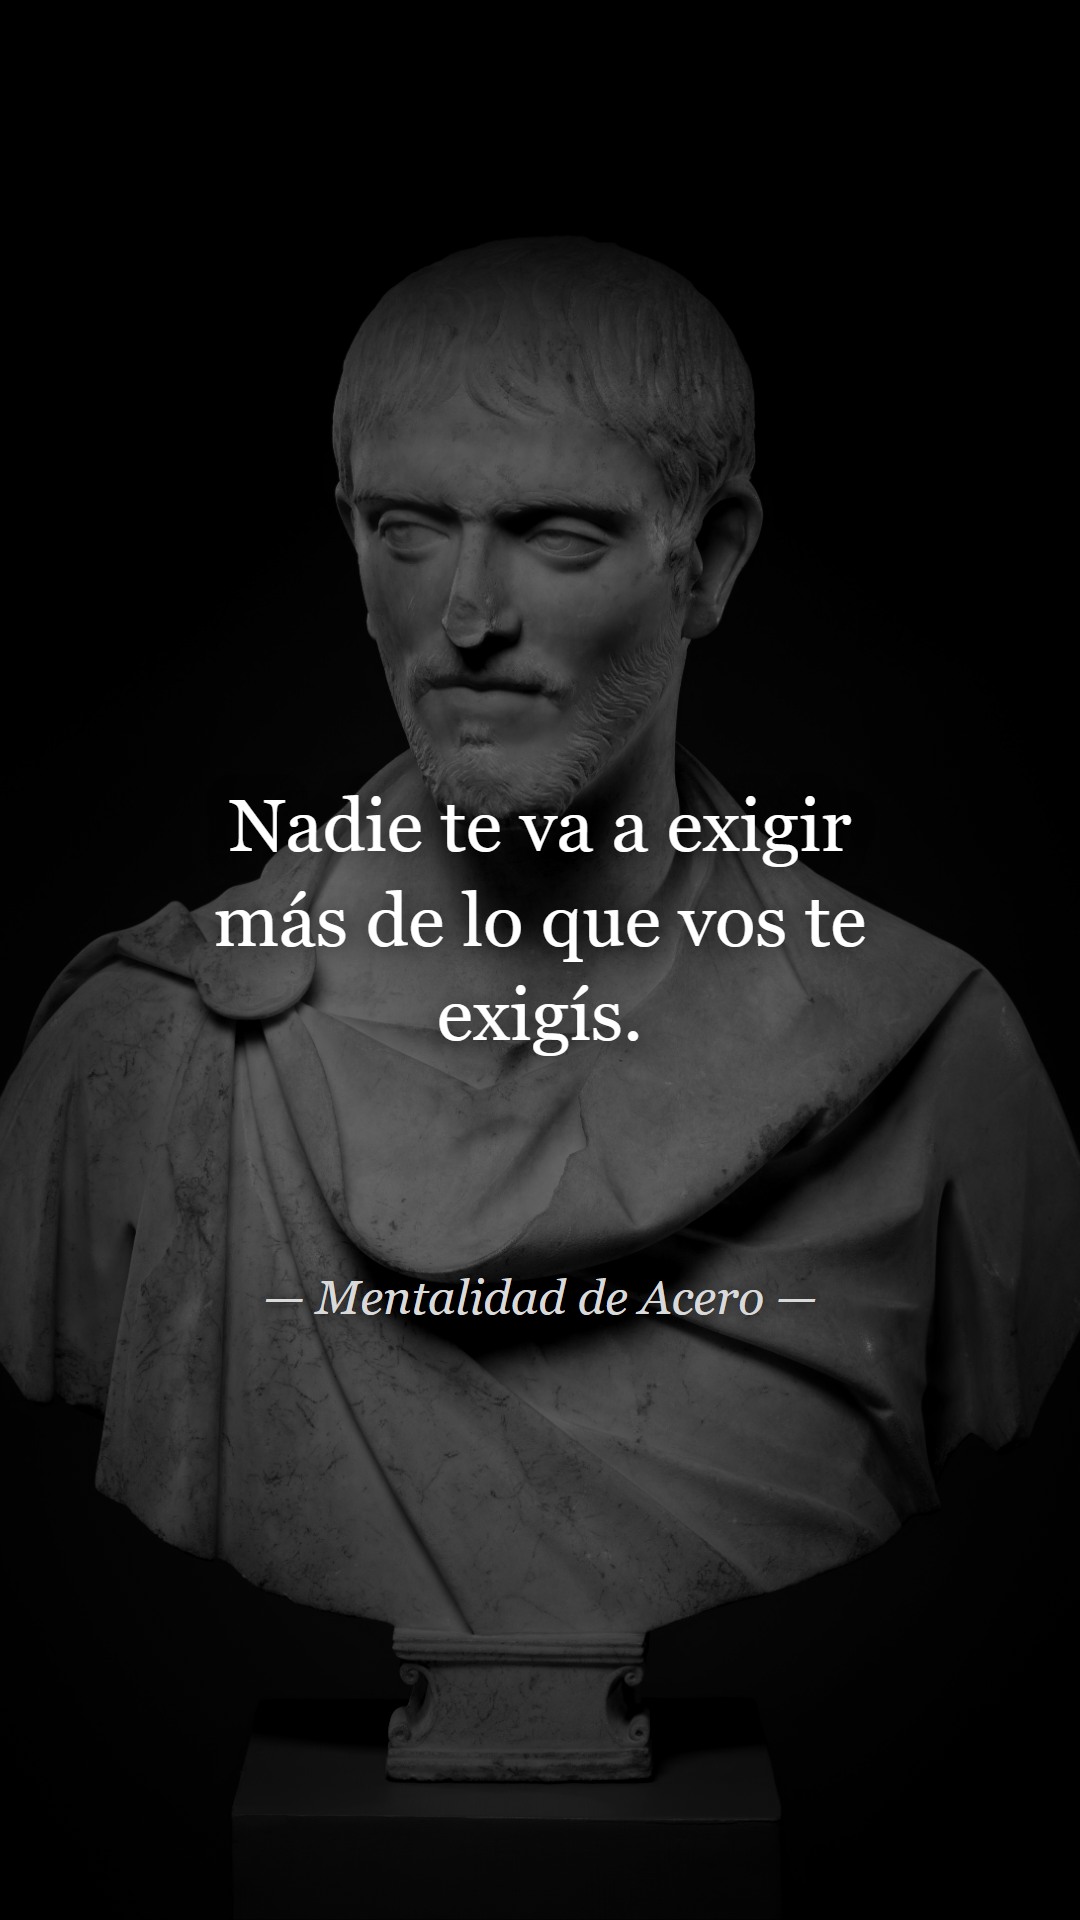 Nadie te va a exigir
más de lo que vos te
exigís.
— Mentalidad de Acero —